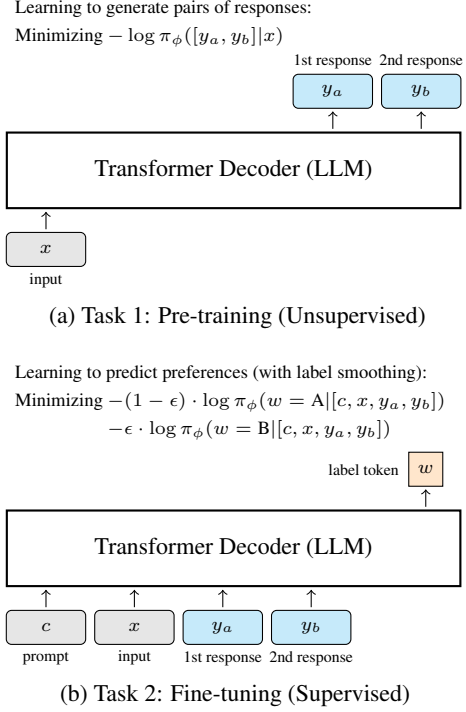 Learning to generate pairs of responses:
Minimizing − log π_ϕ([y_a, y_b]|x)
1st response 2nd response
y_a y_b
Transformer Decoder (LLM)
x
input
(a) Task 1: Pre-training (Unsupervised)
Learning to predict preferences (with label smoothing):
Minimizing −(1 − ϵ) · log π_ϕ(w = A|[c, x, y_a, y_b])
−ϵ · log π_ϕ(w = B|[c, x, y_a, y_b])
label token w
Transformer Decoder (LLM)
c x y_a y_b
prompt input 1st response 2nd response
(b) Task 2: Fine-tuning (Supervised)